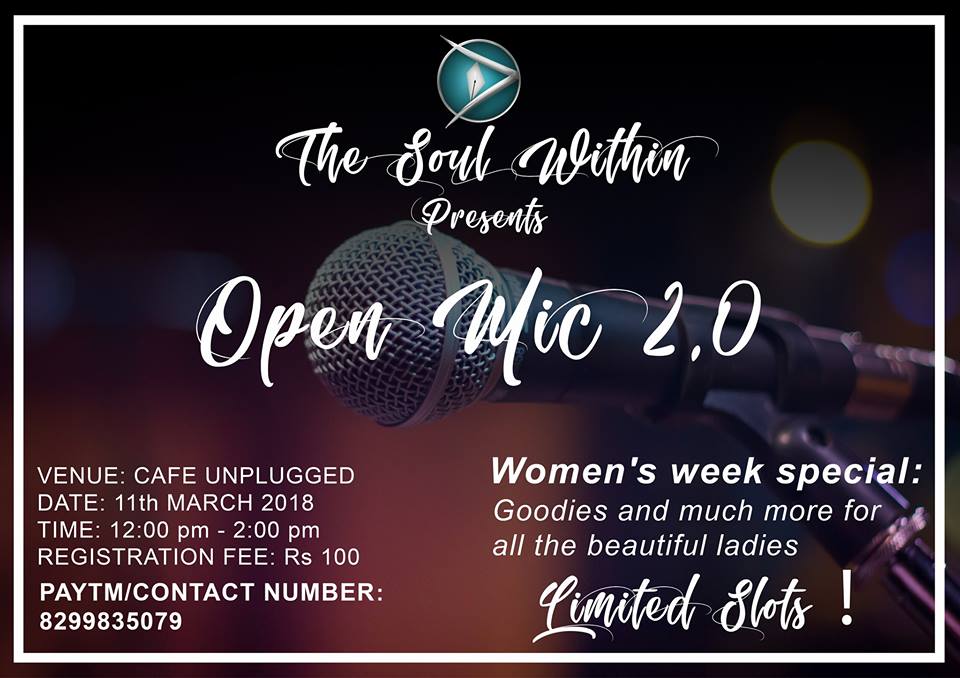 The Soul Within
Presents
Open Mic 2.0
VENUE: CAFE UNPLUGGED
DATE: 11th MARCH 2018
TIME: 12:00 pm - 2:00 pm
REGISTRATION FEE: Rs 100
PAYTM/CONTACT NUMBER:
8299835079
Women's week special:
Goodies and much more for
all the beautiful ladies
Limited Slots !